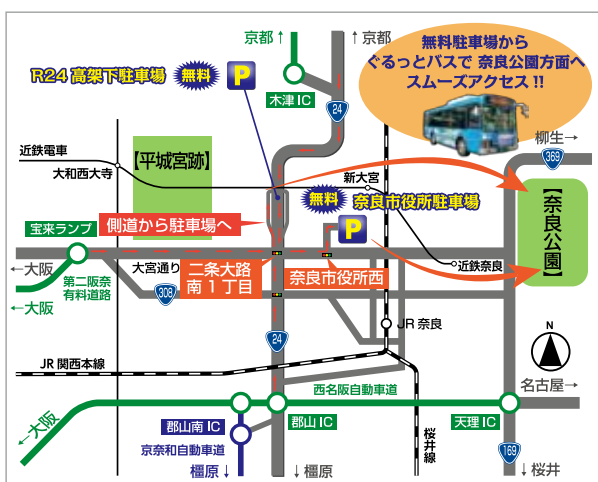 京都↑
↑京都
無料駐車場から
ぐるっとバスで 奈良公園方面へ
スムーズアクセス!!
R24 高架下駐車場
無料
P
木津IC
24
柳生→
369
近鉄電車
【平城宮跡】
大和西大寺
新大宮
無料
奈良市役所駐車場
【奈良公園】
宝来ランプ
側道から駐車場へ
P
←大阪
第二阪奈
有料道路
←大阪
大宮通り
308
二条大路
南1丁目
奈良市役所西
近鉄奈良
24
JR 奈良
N
JR 関西本線
西名阪自動車道
名古屋→
←大阪
郡山南IC
郡山IC
天理IC
京奈和自動車道
桜井線
169
橿原↓
↓橿原
↓桜井